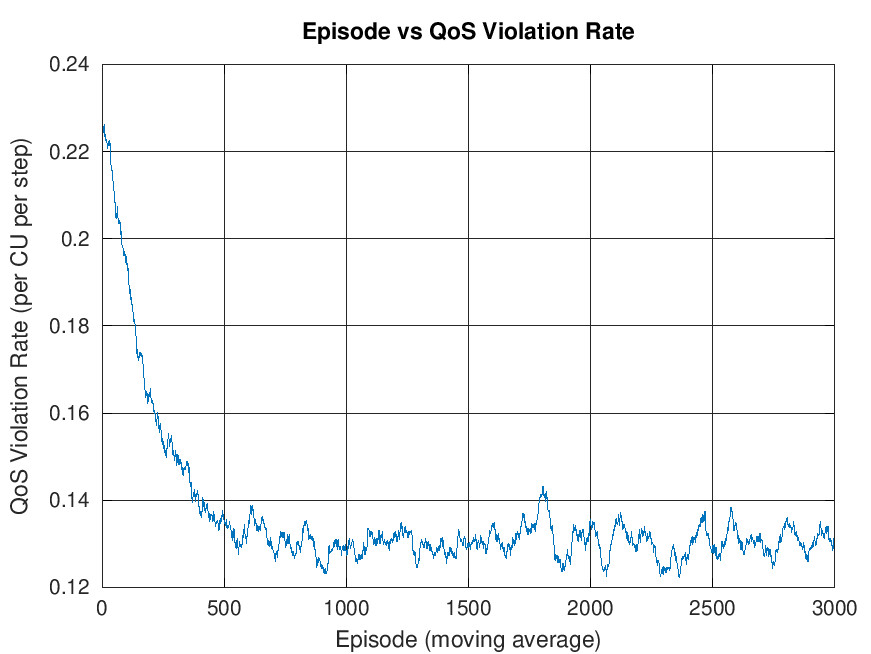 Episode vs QoS Violation Rate
QoS Violation Rate (per CU per step)
0.24
0.22
0.2
0.18
0.16
0.14
0.12
0 500 1000 1500 2000 2500 3000
Episode (moving average)